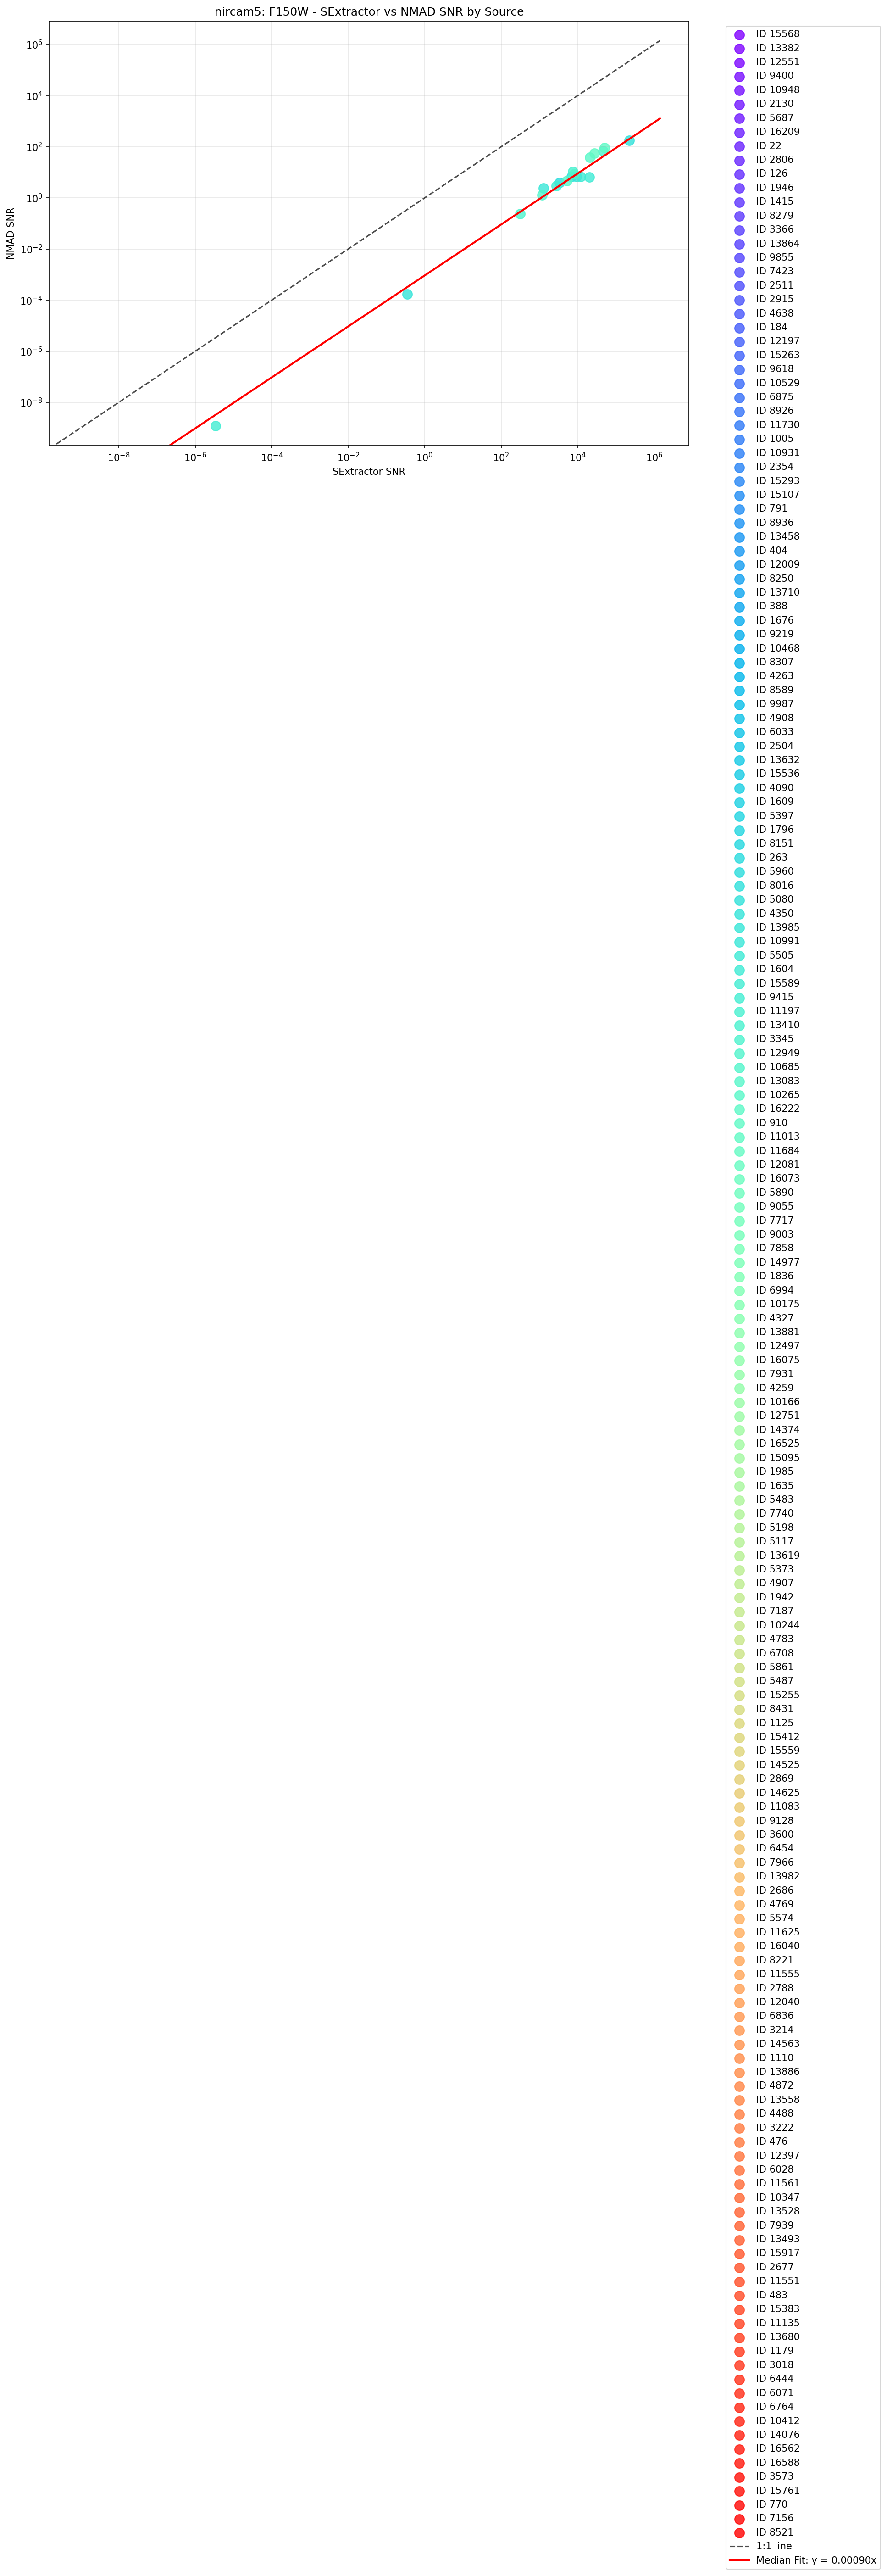 nircam5: F150W - SExtractor vs NMAD SNR by Source
NMAD SNR
10^6
10^4
10^2
10^0
10^-2
10^-4
10^-6
10^-8
10^-8
10^-6
10^-4
10^-2
10^0
10^2
10^4
10^6
SExtractor SNR
ID 15568
ID 13382
ID 12551
ID 9400
ID 10948
ID 2130
ID 5687
ID 16209
ID 22
ID 2806
ID 126
ID 1946
ID 1415
ID 8279
ID 3366
ID 13864
ID 9855
ID 7423
ID 2511
ID 2915
ID 4638
ID 184
ID 12197
ID 15263
ID 9618
ID 10529
ID 6875
ID 8926
ID 11730
ID 1005
ID 10931
ID 2354
ID 15293
ID 15107
ID 791
ID 8936
ID 13458
ID 404
ID 12009
ID 8250
ID 13710
ID 388
ID 1676
ID 9219
ID 10468
ID 8307
ID 4263
ID 8589
ID 9987
ID 4908
ID 6033
ID 2504
ID 13632
ID 15536
ID 4090
ID 1609
ID 5397
ID 1796
ID 8151
ID 263
ID 5960
ID 8016
ID 5080
ID 4350
ID 13985
ID 10991
ID 5505
ID 1604
ID 15589
ID 9415
ID 11197
ID 13410
ID 3345
ID 12949
ID 10685
ID 13083
ID 10265
ID 16222
ID 910
ID 11013
ID 11684
ID 12081
ID 16073
ID 5890
ID 9055
ID 7717
ID 9003
ID 7858
ID 14977
ID 1836
ID 6994
ID 10175
ID 4327
ID 13881
ID 12497
ID 16075
ID 7931
ID 4259
ID 10166
ID 12751
ID 14374
ID 16525
ID 15095
ID 1985
ID 1635
ID 5483
ID 7740
ID 5198
ID 5117
ID 13619
ID 5373
ID 4907
ID 1942
ID 7187
ID 10244
ID 4783
ID 6708
ID 5861
ID 5487
ID 15255
ID 8431
ID 1125
ID 15412
ID 15559
ID 14525
ID 2869
ID 14625
ID 11083
ID 9128
ID 3600
ID 6454
ID 7966
ID 13982
ID 2686
ID 4769
ID 5574
ID 11625
ID 16040
ID 8221
ID 11555
ID 2788
ID 12040
ID 6836
ID 3214
ID 14563
ID 1110
ID 13886
ID 4872
ID 13558
ID 4488
ID 3222
ID 476
ID 12397
ID 6028
ID 11561
ID 10347
ID 13528
ID 7939
ID 13493
ID 15917
ID 2677
ID 11551
ID 483
ID 15383
ID 11135
ID 13680
ID 1179
ID 3018
ID 6444
ID 6071
ID 6764
ID 10412
ID 14076
ID 16562
ID 16588
ID 3573
ID 15761
ID 770
ID 7156
ID 8521
1:1 line
Median Fit: y = 0.00090x